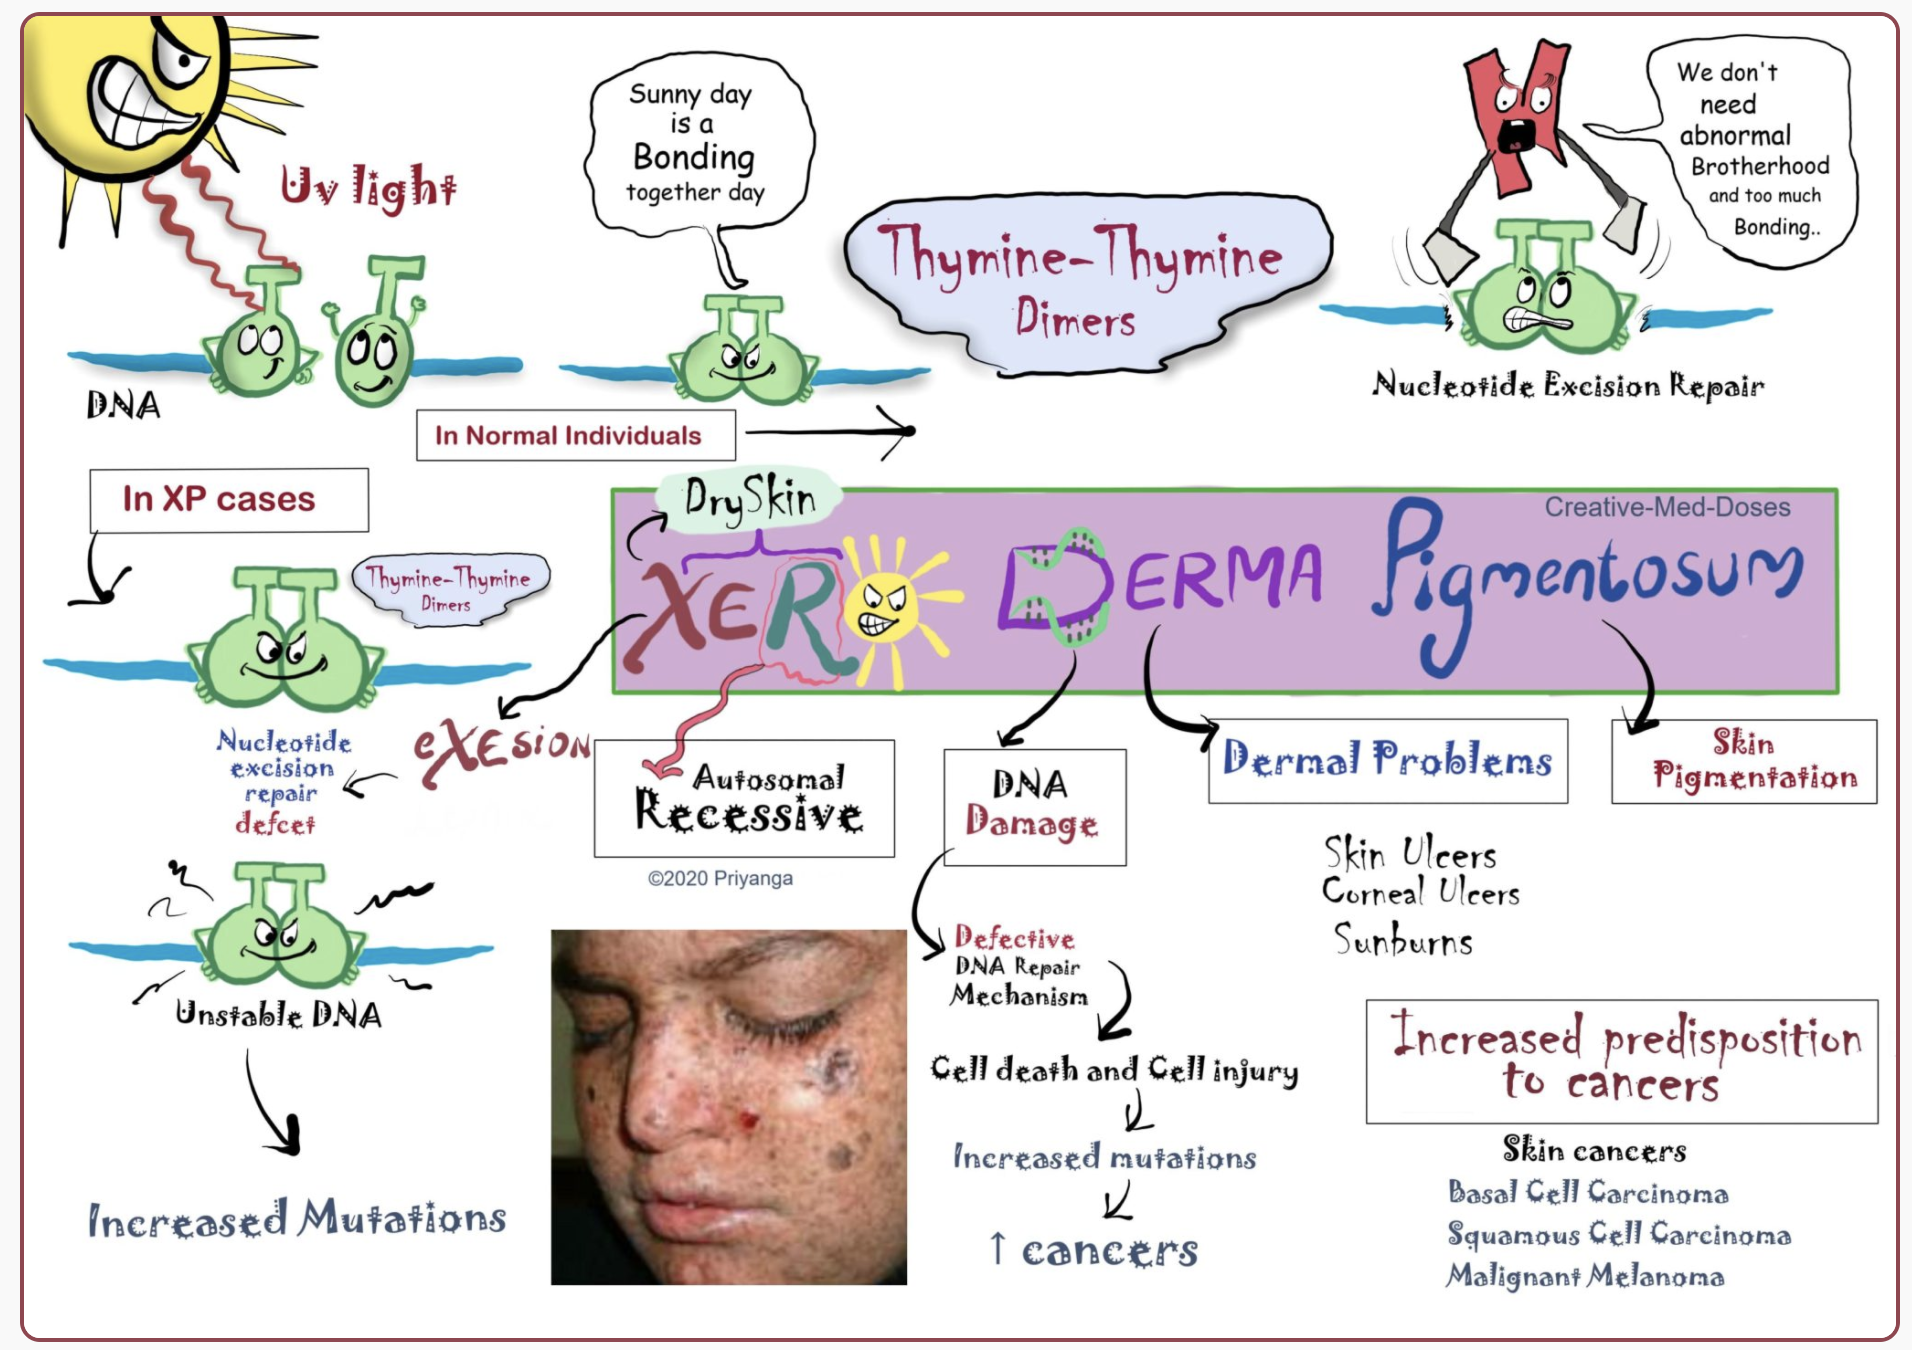 Uv light
Sunny day
is a
Bonding
together day
Thymine-Thymine
Dimers
We don't
need
abnormal
Brotherhood
and too much
Bonding..
DNA
Nucleotide Excision Repair
In Normal Individuals
In XP cases
Thymine-Thymine
Dimers
DrySkin
Creative-Med-Doses
XERO DERMA Pigmentosum
Nucleotide
excision
repair
defcet
eXEsion
Autosomal
Recessive
©2020 Priyanga
DNA
Damage
Dermal Problems
Skin
Pigmentation
Skin Ulcers
Corneal Ulcers
Sunburns
Unstable DNA
Increased Mutations
Defective
DNA Repair
Mechanism
Cell death and Cell injury
Increased mutations
↑ cancers
Increased predisposition
to cancers
Skin cancers
Basal Cell Carcinoma
Squamous Cell Carcinoma
Malignant Melanoma